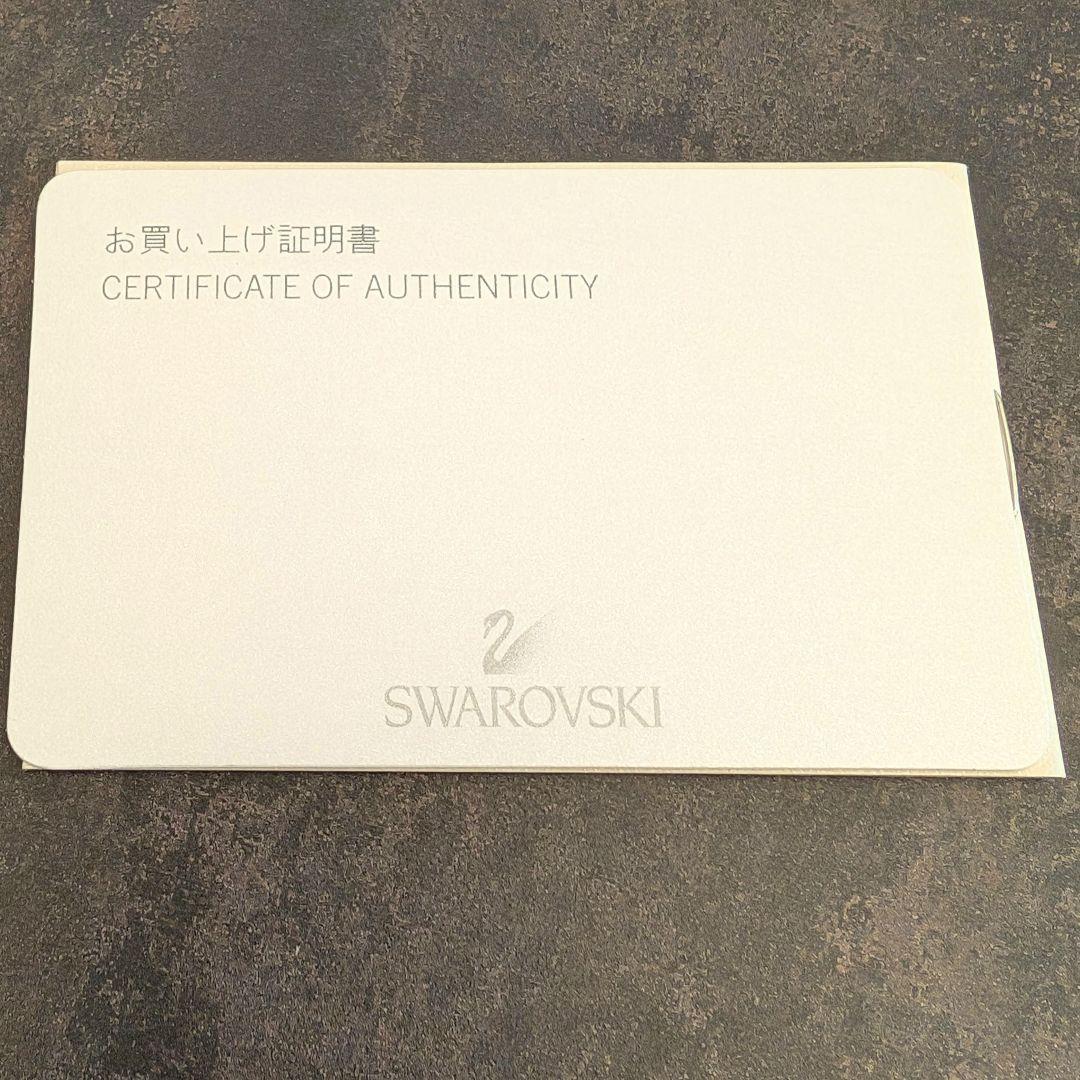 お買い上げ証明書
CERTIFICATE OF AUTHENTICITY
SWAROVSKI